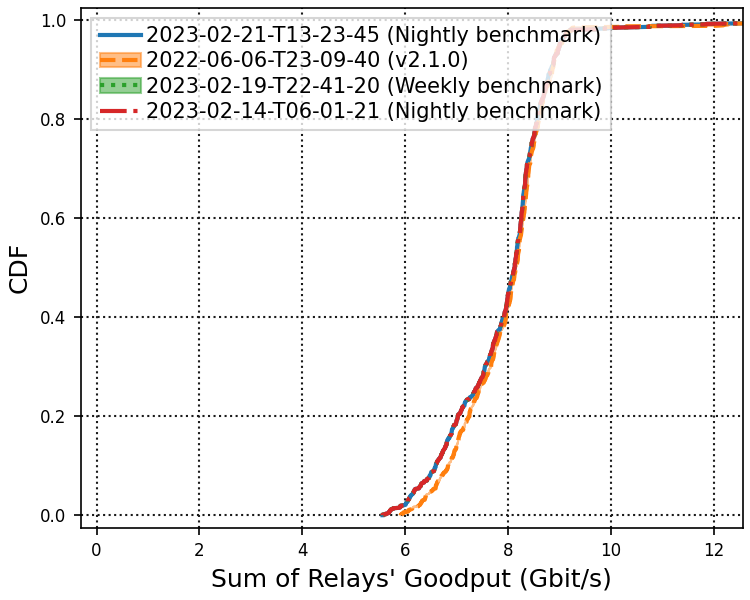 2023-02-21-T13-23-45 (Nightly benchmark)
2022-06-06-T23-09-40 (v2.1.0)
2023-02-19-T22-41-20 (Weekly benchmark)
2023-02-14-T06-01-21 (Nightly benchmark)
1.0
0.8
0.6
0.4
0.2
0.0
CDF
0 2 4 6 8 10 12
Sum of Relays' Goodput (Gbit/s)